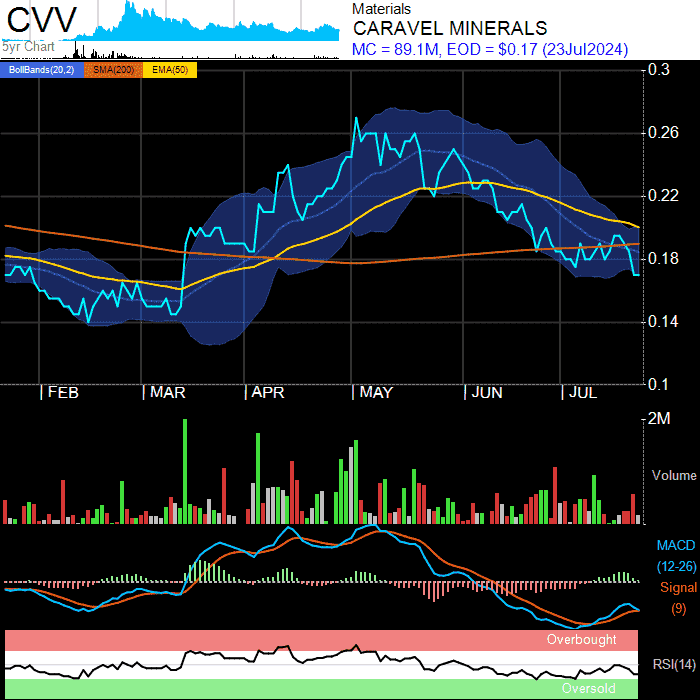 CVV
5yr Chart
Materials
CARAVEL MINERALS
MC = 89.1M, EOD = $0.17 (23Jul2024)
BollBands(20,2) SMA(200) EMA(50)
0.3
0.26
0.22
0.18
0.14
0.1
FEB MAR APR MAY JUN JUL
2M
Volume
MACD
(12-26)
Signal
(9)
Overbought
RSI(14)
Oversold